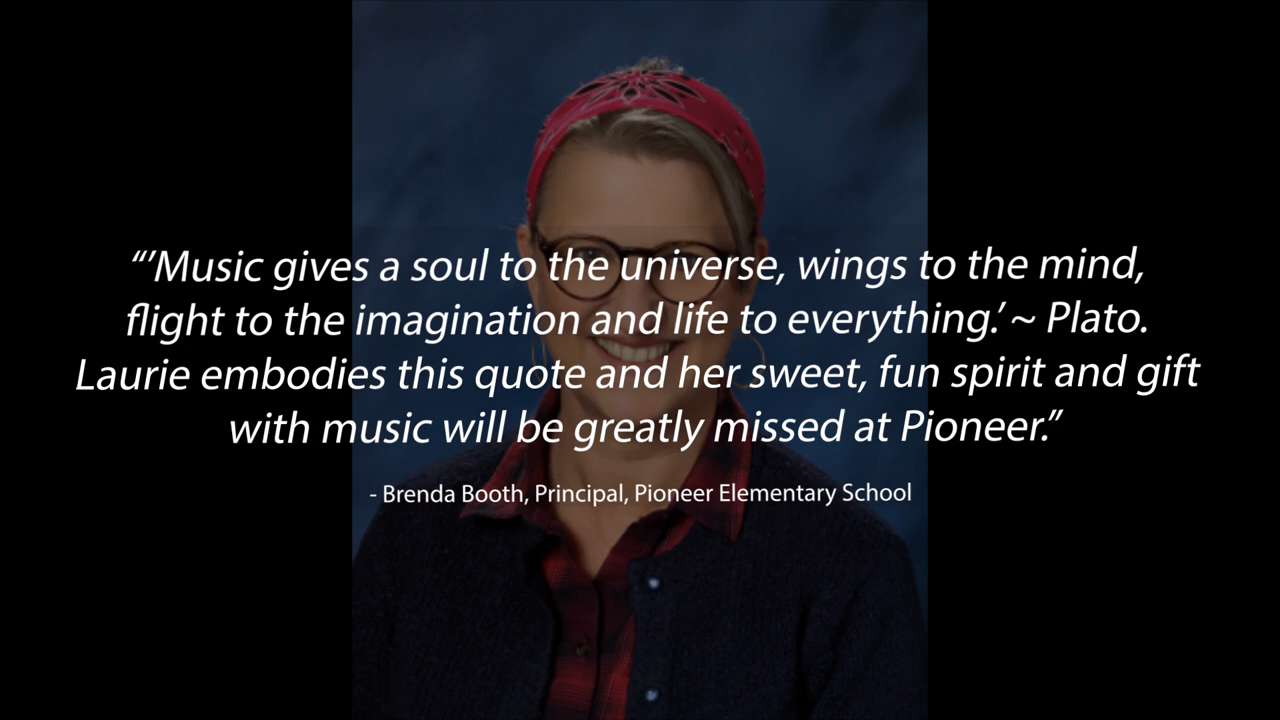 “’Music gives a soul to the universe, wings to the mind,
flight to the imagination and life to everything.’ ~ Plato.
Laurie embodies this quote and her sweet, fun spirit and gift
with music will be greatly missed at Pioneer.”
- Brenda Booth, Principal, Pioneer Elementary School